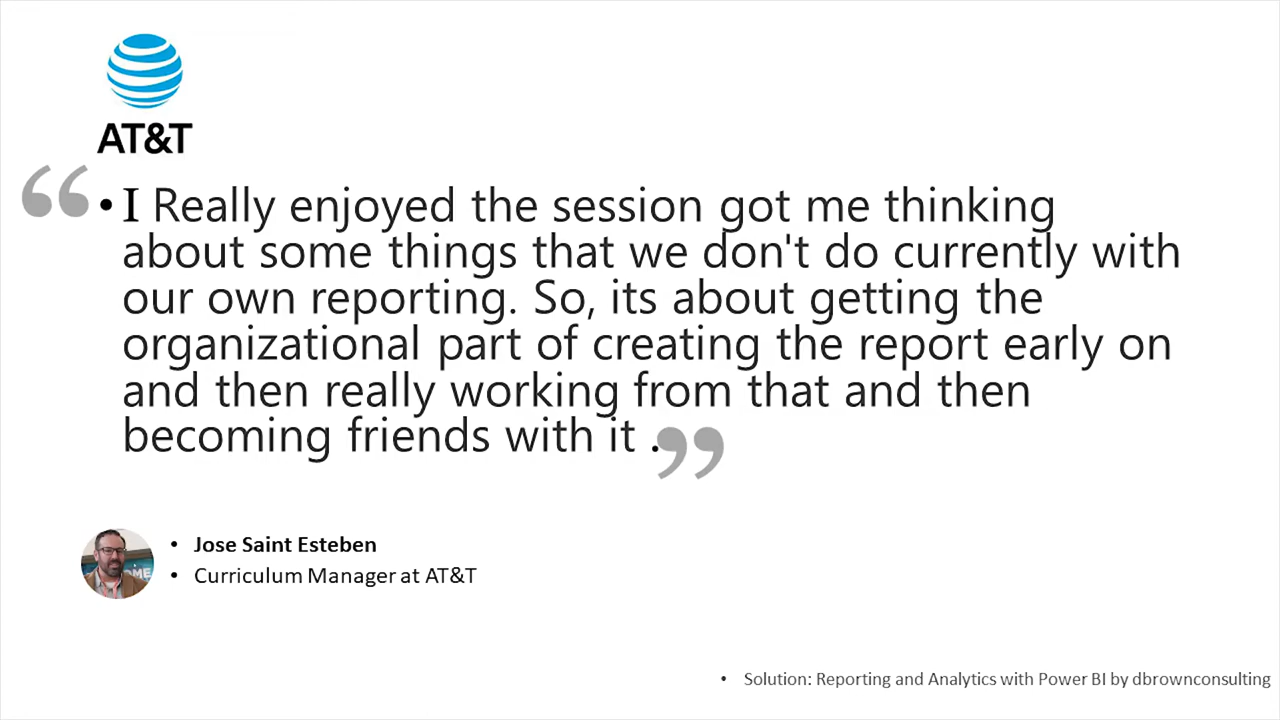 AT&T
“• I Really enjoyed the session got me thinking
about some things that we don't do currently with
our own reporting. So, its about getting the
organizational part of creating the report early on
and then really working from that and then
becoming friends with it .”
• Jose Saint Esteben
• Curriculum Manager at AT&T
• Solution: Reporting and Analytics with Power BI by dbrownconsulting